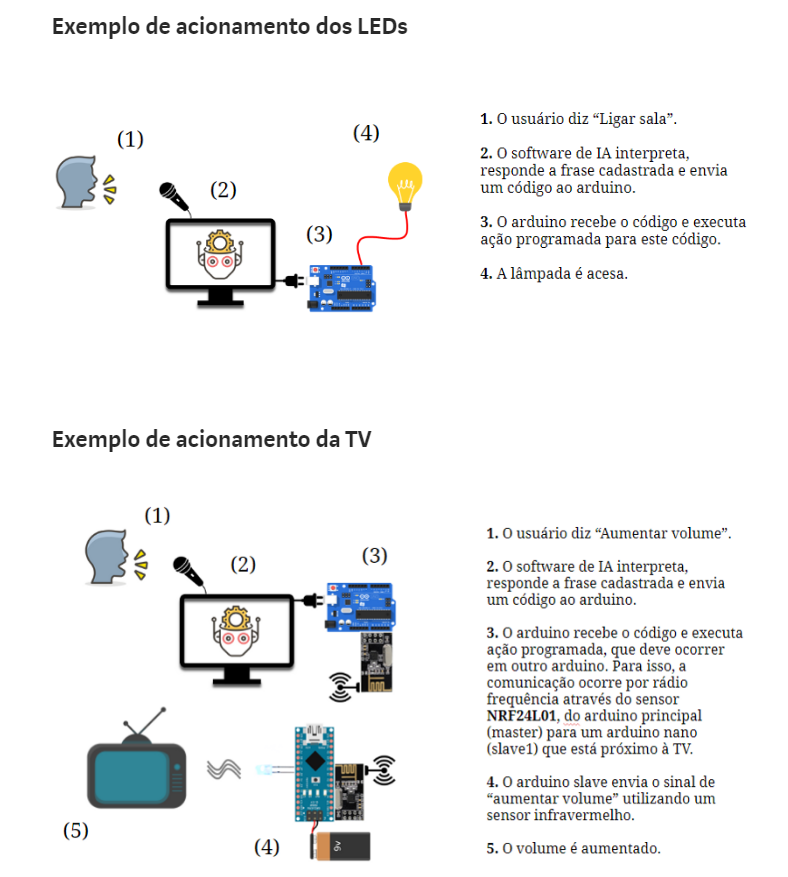 Exemplo de acionamento dos LEDs
(1)
(4)
(2)
(3)
1. O usuário diz “Ligar sala”.
2. O software de IA interpreta,
responde a frase cadastrada e envia
um código ao arduino.
3. O arduino recebe o código e executa
ação programada para este código.
4. A lâmpada é acesa.
Exemplo de acionamento da TV
(1)
(2)
(3)
(5)
(4)
9V
1. O usuário diz “Aumentar volume”.
2. O software de IA interpreta,
responde a frase cadastrada e envia
um código ao arduino.
3. O arduino recebe o código e executa
ação programada, que deve ocorrer
em outro arduino. Para isso, a
comunicação ocorre por rádio
frequência através do sensor
NRF24L01, do arduino principal
(master) para um arduino nano
(slave1) que está próximo à TV.
4. O arduino slave envia o sinal de
“aumentar volume” utilizando um
sensor infravermelho.
5. O volume é aumentado.